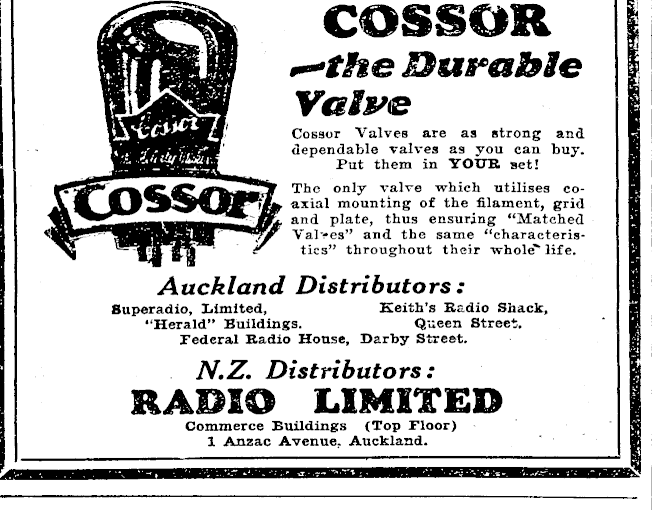 COSSOR
—the Durable
Valve
Cossor Valves are as strong and
dependable valves as you can buy.
Put them in YOUR set!
The only valve which utilises co-
axial mounting of the filament, grid
and plate, thus ensuring “Matched
Valves” and the same “characteris-
tics” throughout their whole life.
Cossor
COSSOR
Auckland Distributors:
Superadio, Limited,
“Herald” Buildings.
Keith's Radio Shack,
Queen Street.
Federal Radio House, Darby Street.
N.Z. Distributors:
RADIO LIMITED
Commerce Buildings (Top Floor)
1 Anzac Avenue, Auckland.